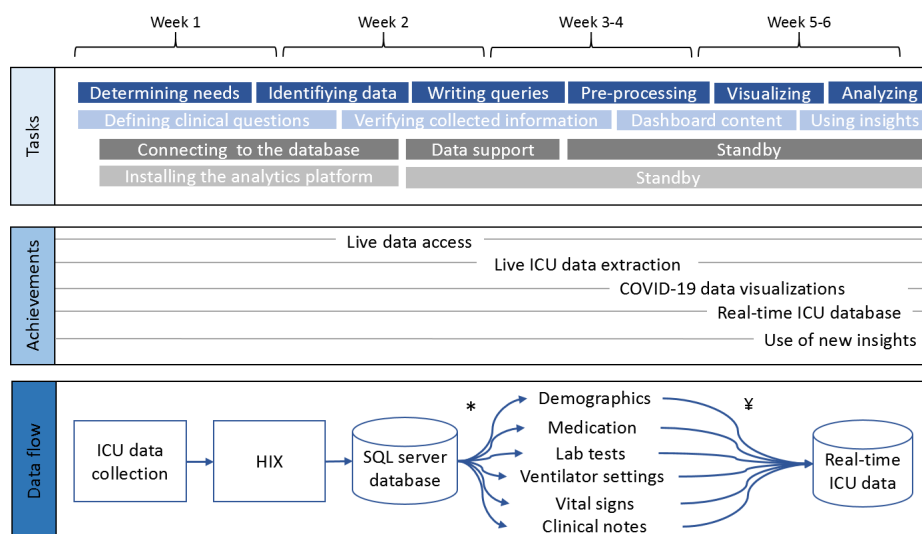 Week 1 Week 2 Week 3-4 Week 5-6
Tasks
Determining needs Identifiying data Writing queries Pre-processing Visualizing Analyzing
Defining clinical questions Verifying collected information Dashboard content Using insights
Connecting to the database Data support Standby
Installing the analytics platform Standby
Achievements
Live data access
Live ICU data extraction
COVID-19 data visualizations
Real-time ICU database
Use of new insights
Data flow
ICU data
collection
HIX
SQL server
database
*
Demographics
Medication
Lab tests
Ventilator settings
Vital signs
Clinical notes
¥
Real-time
ICU data